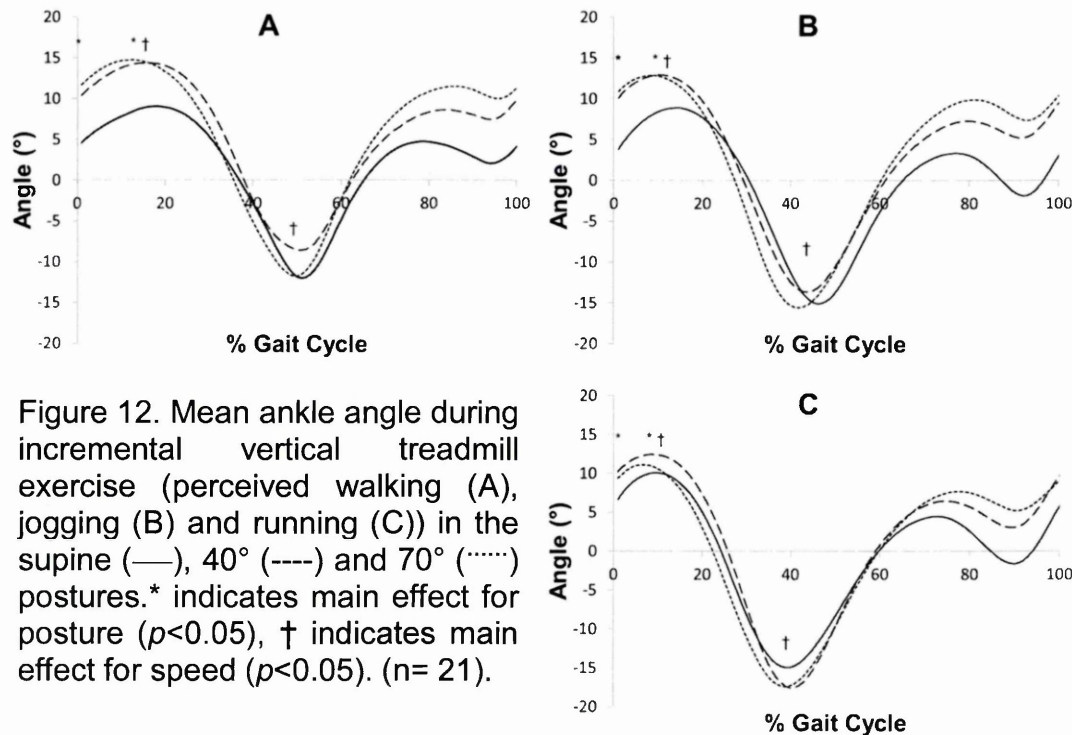 A
* * †
†
Angle (°)
20
15
10
5
0
-5
-10
-15
-20
0 20 40 60 80 100
% Gait Cycle
B
* * †
†
Angle (°)
20
15
10
5
0
-5
-10
-15
-20
0 20 40 60 80 100
% Gait Cycle
Figure 12. Mean ankle angle during
incremental vertical treadmill
exercise (perceived walking (A),
jogging (B) and running (C)) in the
supine (——), 40° (----) and 70° (······)
postures.* indicates main effect for
posture (p<0.05), † indicates main
effect for speed (p<0.05). (n= 21).
C
* * †
†
Angle (°)
20
15
10
5
0
-5
-10
-15
-20
0 20 40 60 80 100
% Gait Cycle